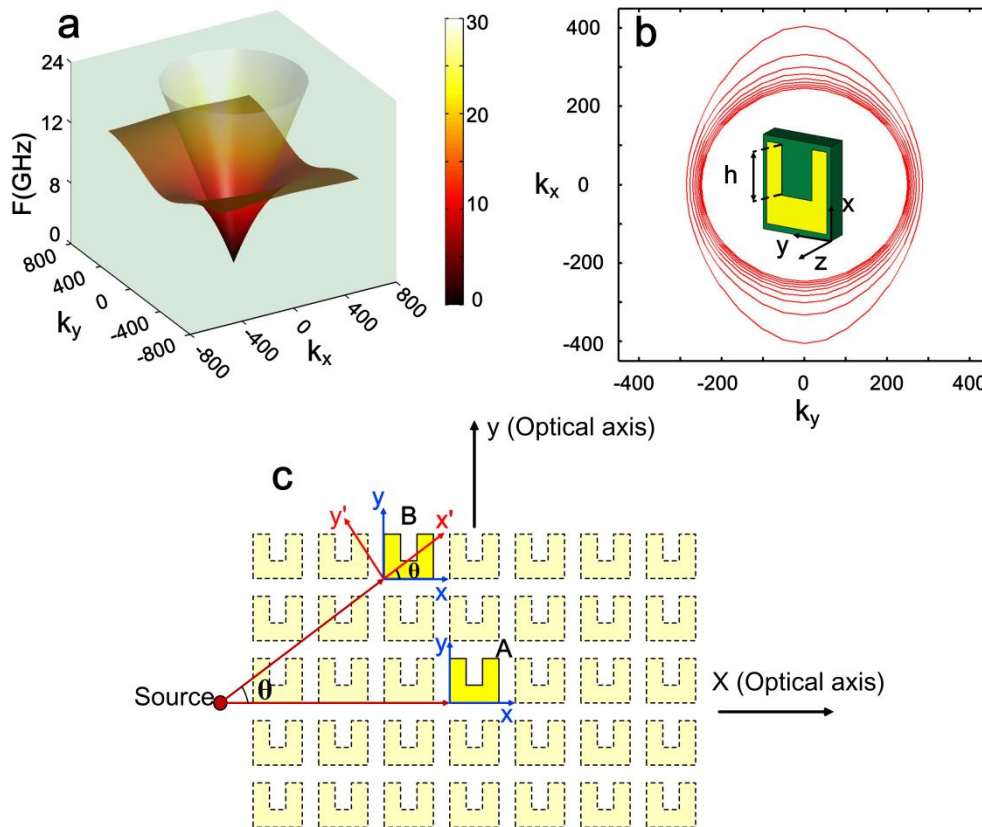 a
F(GHz)
24
12
8
0
800
400
0
-400
-800
k_y
-800
-400
0
400
800
k_x
30
20
10
0
b
400
200
0
-200
-400
k_x
-400
-200
0
200
400
k_y
h
x
y
z
c
y (Optical axis)
y'
y
B
x'
θ
x
y
A
Source
θ
x
X (Optical axis)